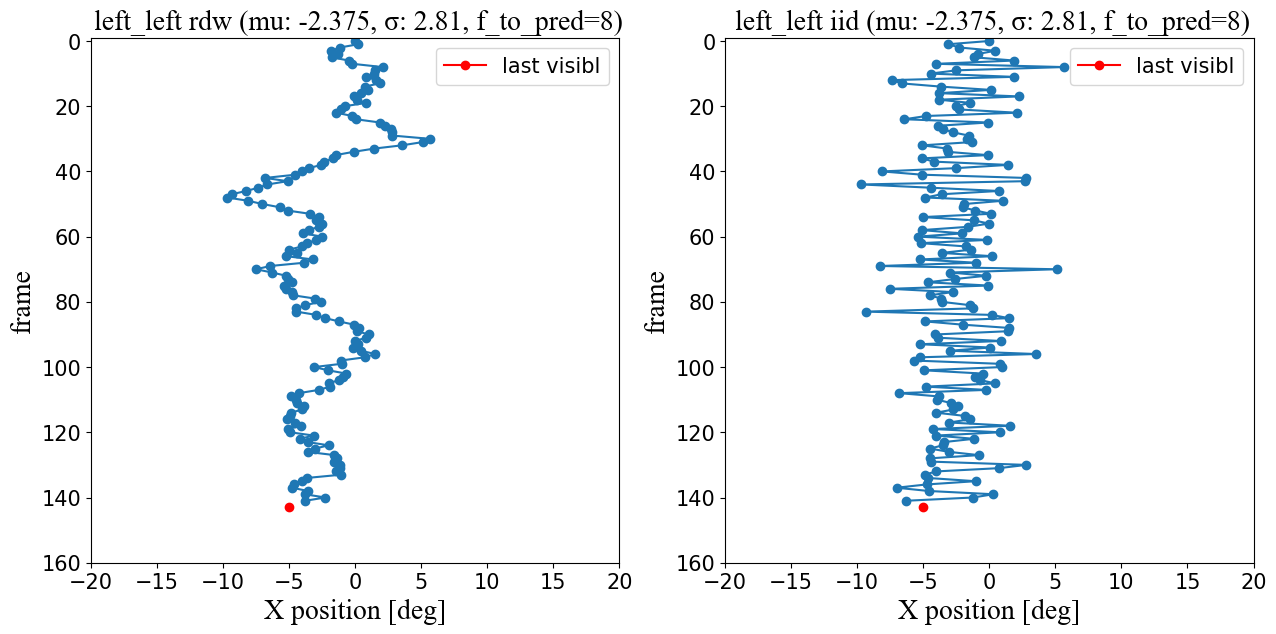 left_left rdw (mu: -2.375, σ: 2.81, f_to_pred=8)
last visibl
0
20
40
60
80
100
120
140
160
frame
−20 −15 −10 −5 0 5 10 15 20
X position [deg]
left_left iid (mu: -2.375, σ: 2.81, f_to_pred=8)
last visibl
0
20
40
60
80
100
120
140
160
frame
−20 −15 −10 −5 0 5 10 15 20
X position [deg]